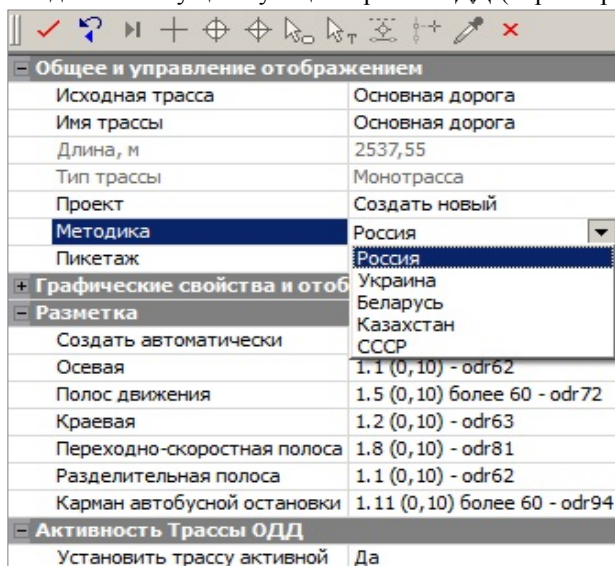 Общее и управление отображением
Исходная трасса Основная дорога
Имя трассы Основная дорога
Длина, м 2537,55
Тип трассы Монотрасса
Проект Создать новый
Методика Россия
Пикетаж Россия
Графические свойства и отоб Украина
Разметка Беларусь
Казахстан
Создать автоматически СССР
Осевая 1.1 (0,10) - odr62
Полос движения 1.5 (0,10) более 60 - odr72
Краевая 1.2 (0,10) - odr63
Переходно-скоростная полоса 1.8 (0,10) - odr81
Разделительная полоса 1.1 (0,10) - odr62
Карман автобусной остановки 1.11 (0,10) более 60 - odr94
Активность Трассы ОДД
Установить трассу активной Да